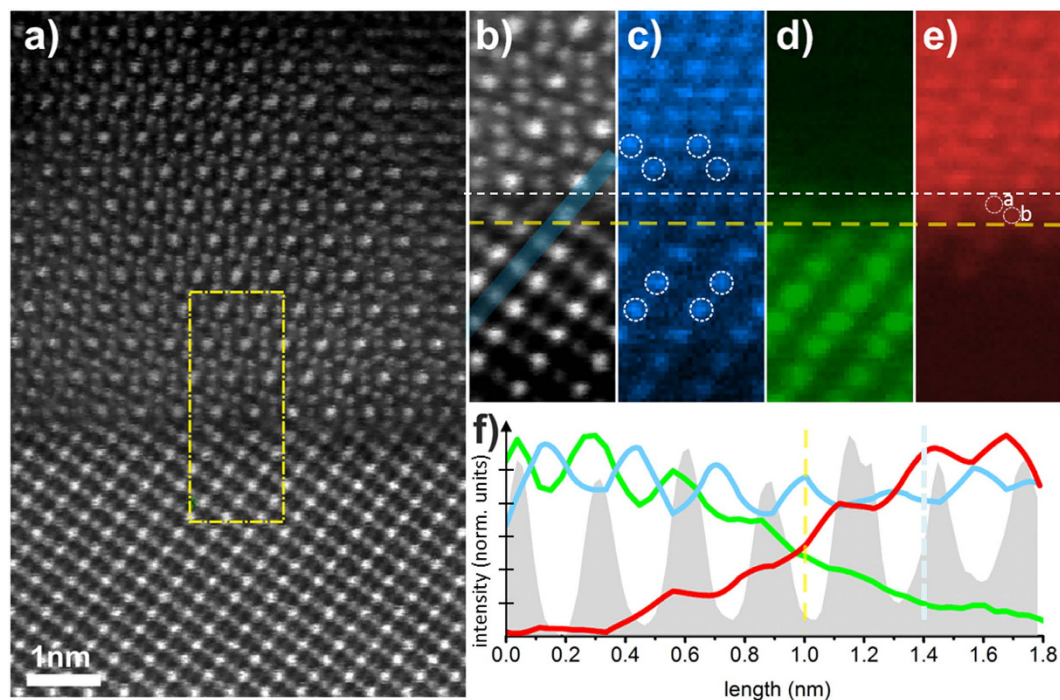 a)
1nm
b)
c)
d)
e)
a
b
f)
intensity (norm. units)
0.0 0.2 0.4 0.6 0.8 1.0 1.2 1.4 1.6 1.8
length (nm)